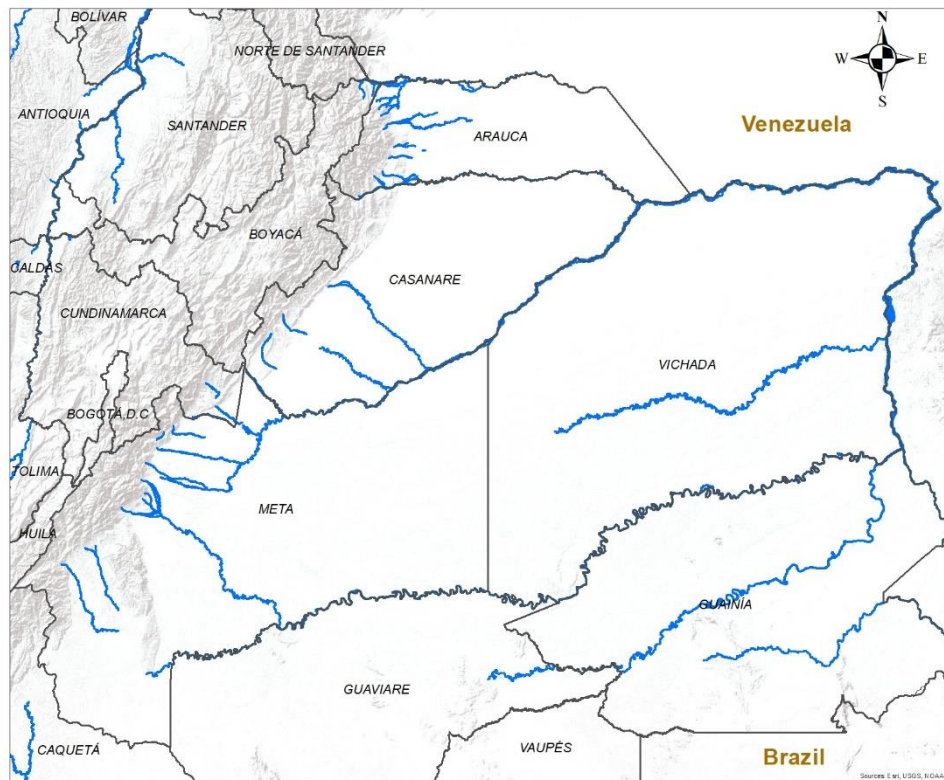 BOLÍVAR
NORTE DE SANTANDER
N
W
E
S
ANTIOQUIA
SANTANDER
ARAUCA
Venezuela
BOYACÁ
CALDAS
CASANARE
CUNDINAMARCA
VICHADA
BOGOTÁ, D.C
TOLIMA
META
HUILA
GUAINÍA
GUAVIARE
CAQUETÁ
VAUPÉS
Brazil
Sources: Esri, USGS, NOAA